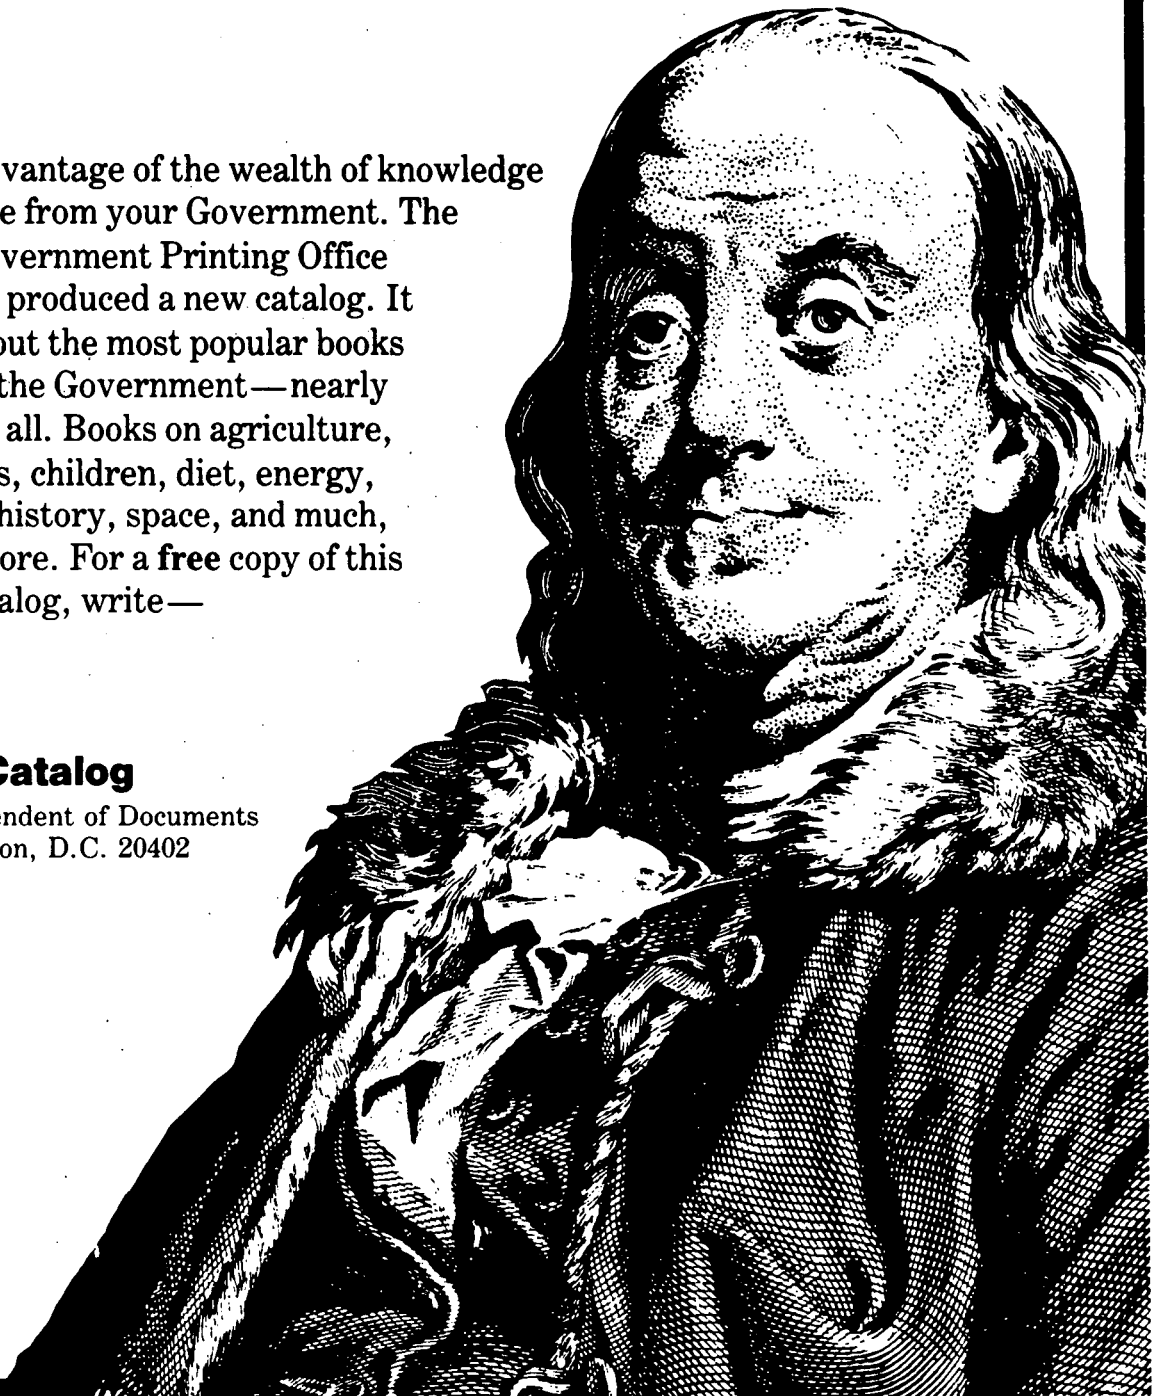 vantage of the wealth of knowledge
e from your Government. The
vernment Printing Office
produced a new catalog. It
out the most popular books
the Government—nearly
all. Books on agriculture,
s, children, diet, energy,
history, space, and much,
ore. For a free copy of this
alog, write—
Catalog
endent of Documents
on, D.C. 20402